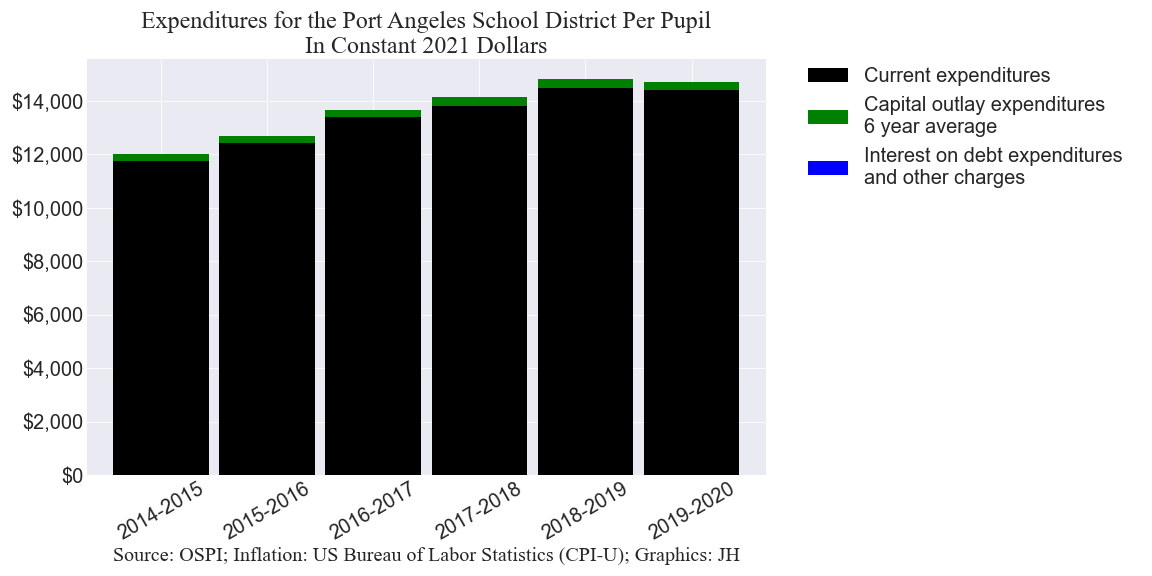 Expenditures for the Port Angeles School District Per Pupil
In Constant 2021 Dollars
Current expenditures
Capital outlay expenditures
6 year average
Interest on debt expenditures
and other charges
$14,000
$12,000
$10,000
$8,000
$6,000
$4,000
$2,000
$0
2014-2015
2015-2016
2016-2017
2017-2018
2018-2019
2019-2020
Source: OSPI; Inflation: US Bureau of Labor Statistics (CPI-U); Graphics: JH